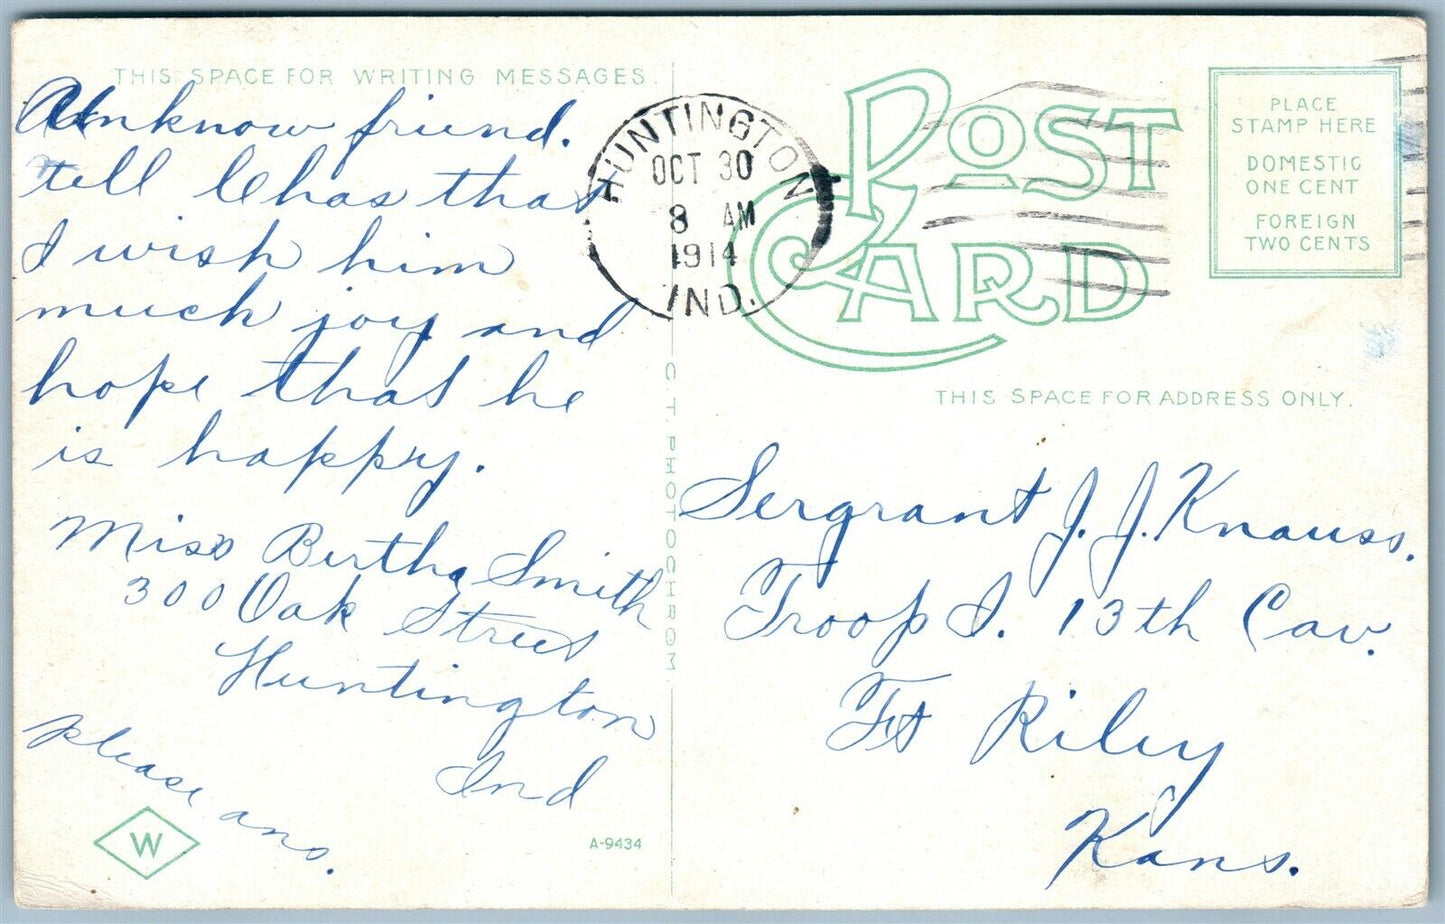 THIS SPACE FOR WRITING MESSAGES.
Unknow friend.
tell Chas that
I wish him
much joy and
hope that he
is happy.
Miss Bertha Smith
300 Oak Street
Huntington
Ind
please ans.
W
A-9434
C.T. PHOTOCHROM
HUNTINGTON
OCT 30
8 AM
1914
IND.
POST CARD
PLACE
STAMP HERE
DOMESTIC
ONE CENT
FOREIGN
TWO CENTS
THIS SPACE FOR ADDRESS ONLY.
Sergrant J. J. Knauss.
Troop I. 13th Cav.
Ft Riley
Kans.